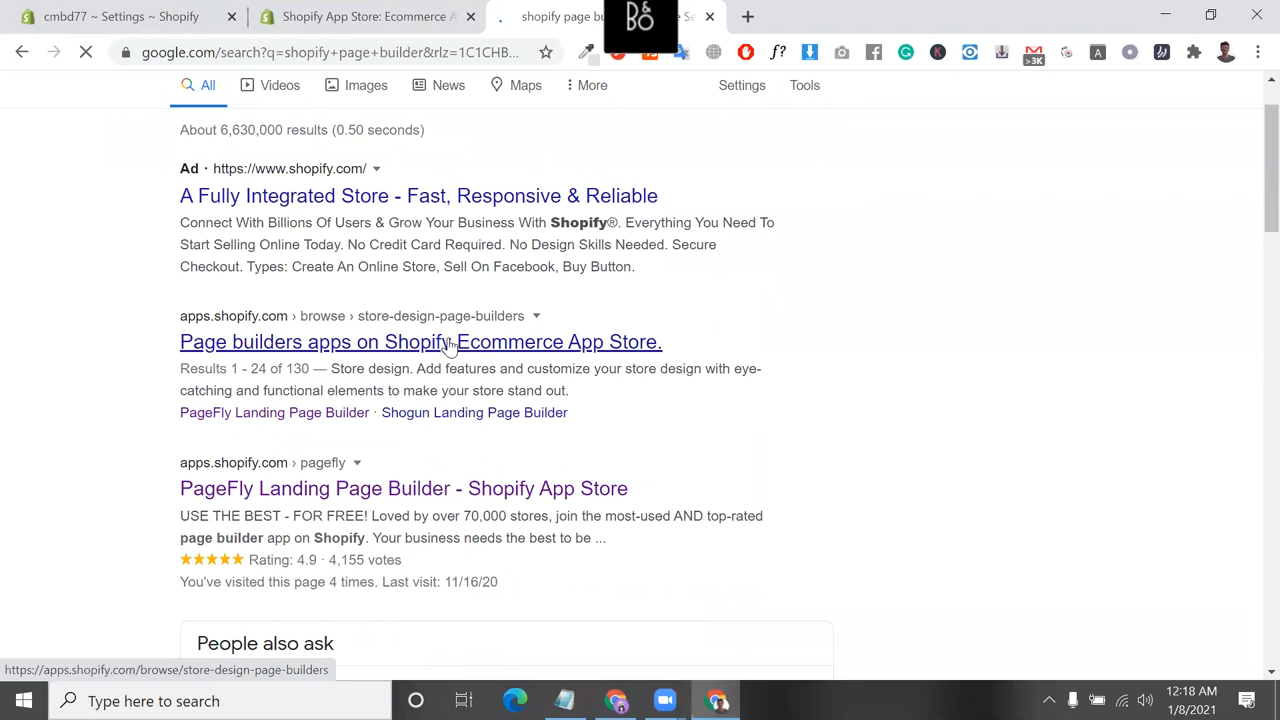 cmbd77 ~ Settings ~ Shopify
Shopify App Store: Ecommerce A
shopify page bu
B&BO
google.com/search?q=shopify+page+builder&rlz=1C1CHB...
f?
K
>3K
A
All
Videos
Images
News
Maps
More
Settings
Tools
About 6,630,000 results (0.50 seconds)
Ad · https://www.shopify.com/
A Fully Integrated Store - Fast, Responsive & Reliable
Connect With Billions Of Users & Grow Your Business With Shopify®. Everything You Need To
Start Selling Online Today. No Credit Card Required. No Design Skills Needed. Secure
Checkout. Types: Create An Online Store, Sell On Facebook, Buy Button.
apps.shopify.com › browse › store-design-page-builders
Page builders apps on Shopify Ecommerce App Store.
Results 1 - 24 of 130 — Store design. Add features and customize your store design with eye-
catching and functional elements to make your store stand out.
PageFly Landing Page Builder · Shogun Landing Page Builder
apps.shopify.com › pagefly
PageFly Landing Page Builder - Shopify App Store
USE THE BEST - FOR FREE! Loved by over 70,000 stores, join the most-used AND top-rated
page builder app on Shopify. Your business needs the best to be ...
Rating: 4.9 · 4,155 votes
You've visited this page 4 times. Last visit: 11/16/20
People also ask
https://apps.shopify.com/browse/store-design-page-builders
Type here to search
12:18 AM
1/8/2021